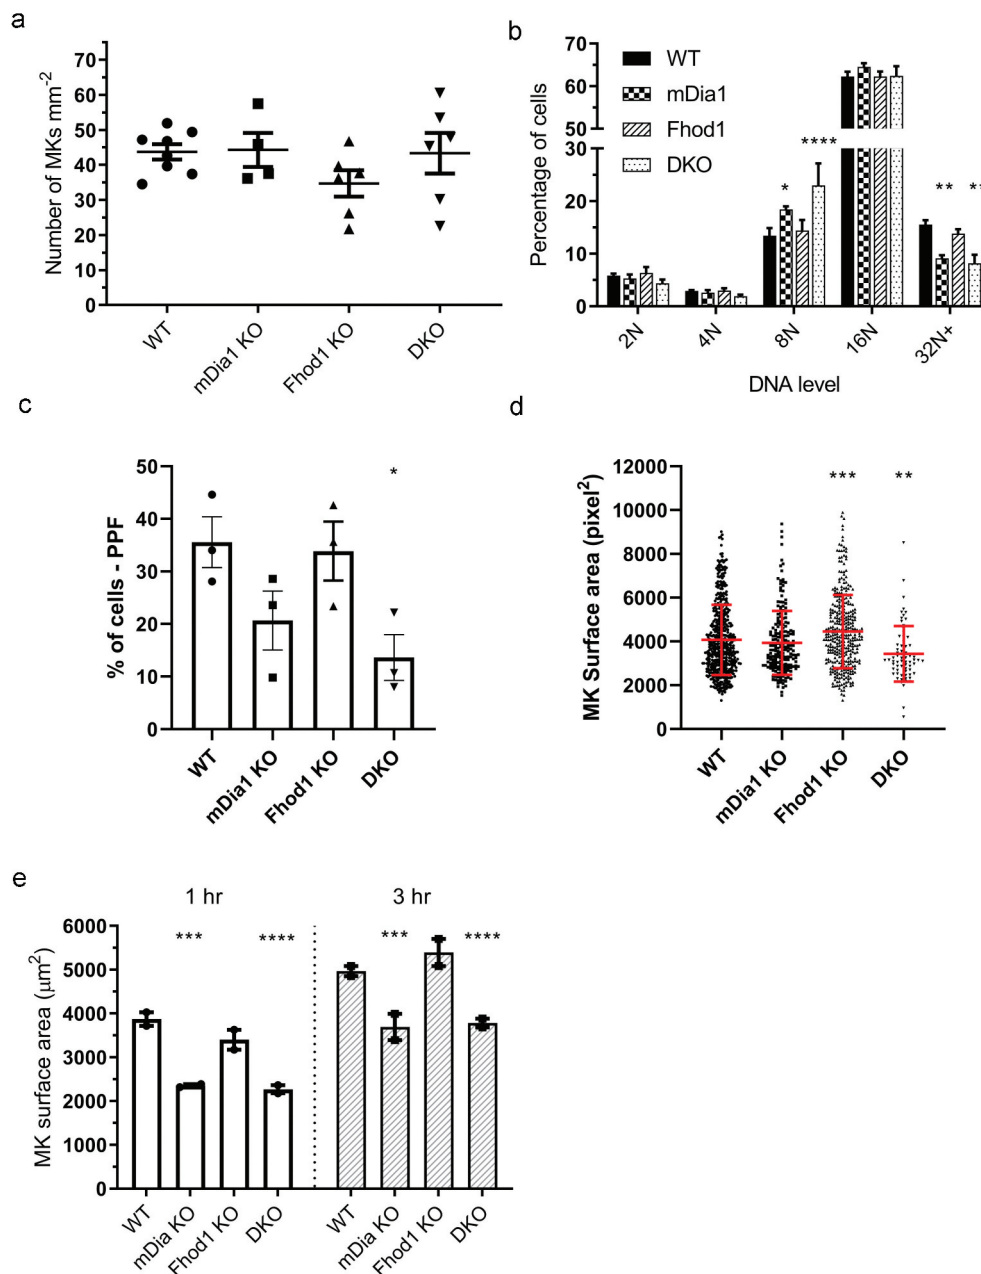 a
Number of MKs mm-2
70
60
50
40
30
20
10
0
WT
mDia1 KO
Fhod1 KO
DKO
b
Percentage of cells
70
60
50
30
20
10
0
WT
mDia1
Fhod1
DKO
*
****
**
**
2N
4N
8N
16N
32N+
DNA level
c
% of cells - PPF
50
40
30
20
10
0
*
WT
mDia1 KO
Fhod1 KO
DKO
d
MK Surface area (pixel2)
12000
10000
8000
6000
4000
2000
0
***
**
WT
mDia1 KO
Fhod1 KO
DKO
e
1 hr
3 hr
MK surface area (μm2)
6000
5000
4000
3000
2000
1000
0
***
****
***
****
WT
mDia KO
Fhod1 KO
DKO
WT
mDia KO
Fhod1 KO
DKO